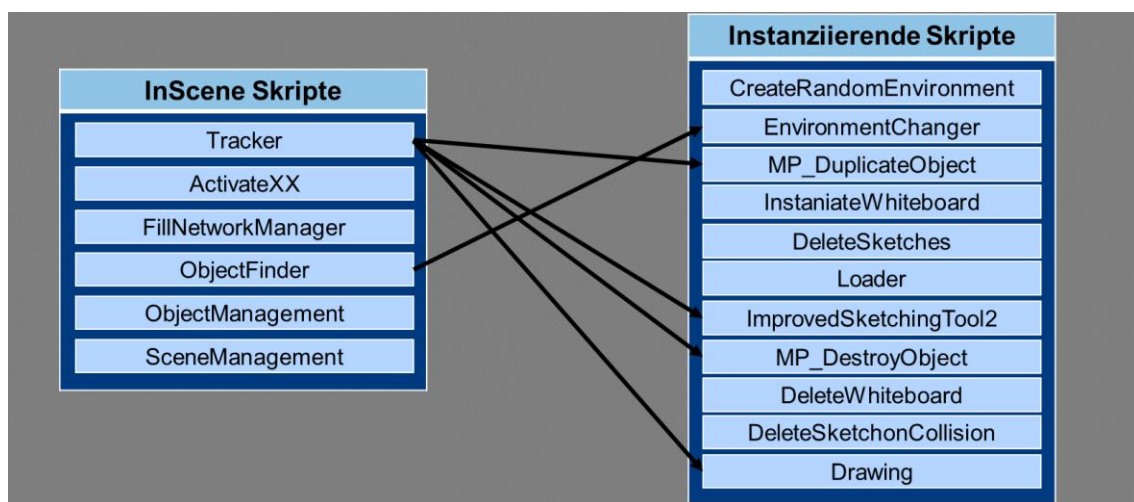 InScene Skripte
Tracker
ActivateXX
FillNetworkManager
ObjectFinder
ObjectManagement
SceneManagement
Instanziierende Skripte
CreateRandomEnvironment
EnvironmentChanger
MP_DuplicateObject
InstaniateWhiteboard
DeleteSketches
Loader
ImprovedSketchingTool2
MP_DestroyObject
DeleteWhiteboard
DeleteSketchonCollision
Drawing